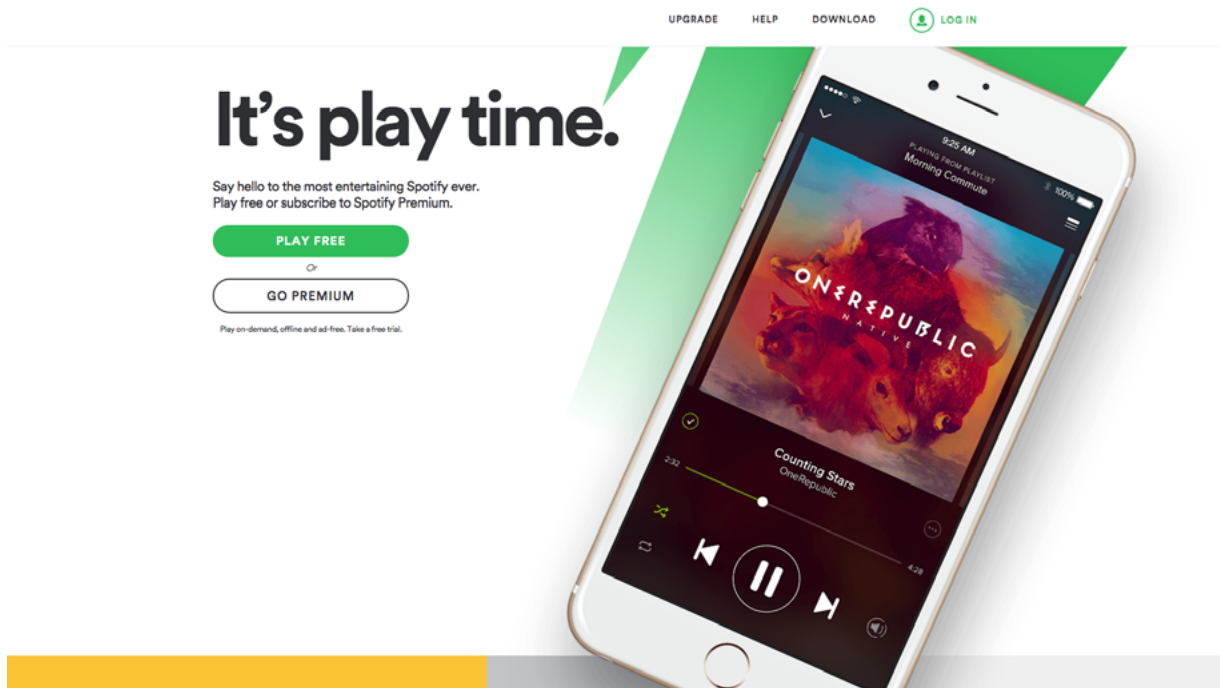 UPGRADE HELP DOWNLOAD LOG IN
It's play time.
Say hello to the most entertaining Spotify ever.
Play free or subscribe to Spotify Premium.
PLAY FREE
Or
GO PREMIUM
Play on-demand, offline and ad-free. Take a free trial.
9:25 AM
100%
PLAYING FROM PLAYLIST
Morning Commute
ONEREPUBLIC
NATIVE
Counting Stars
OneRepublic
2:32
4:28